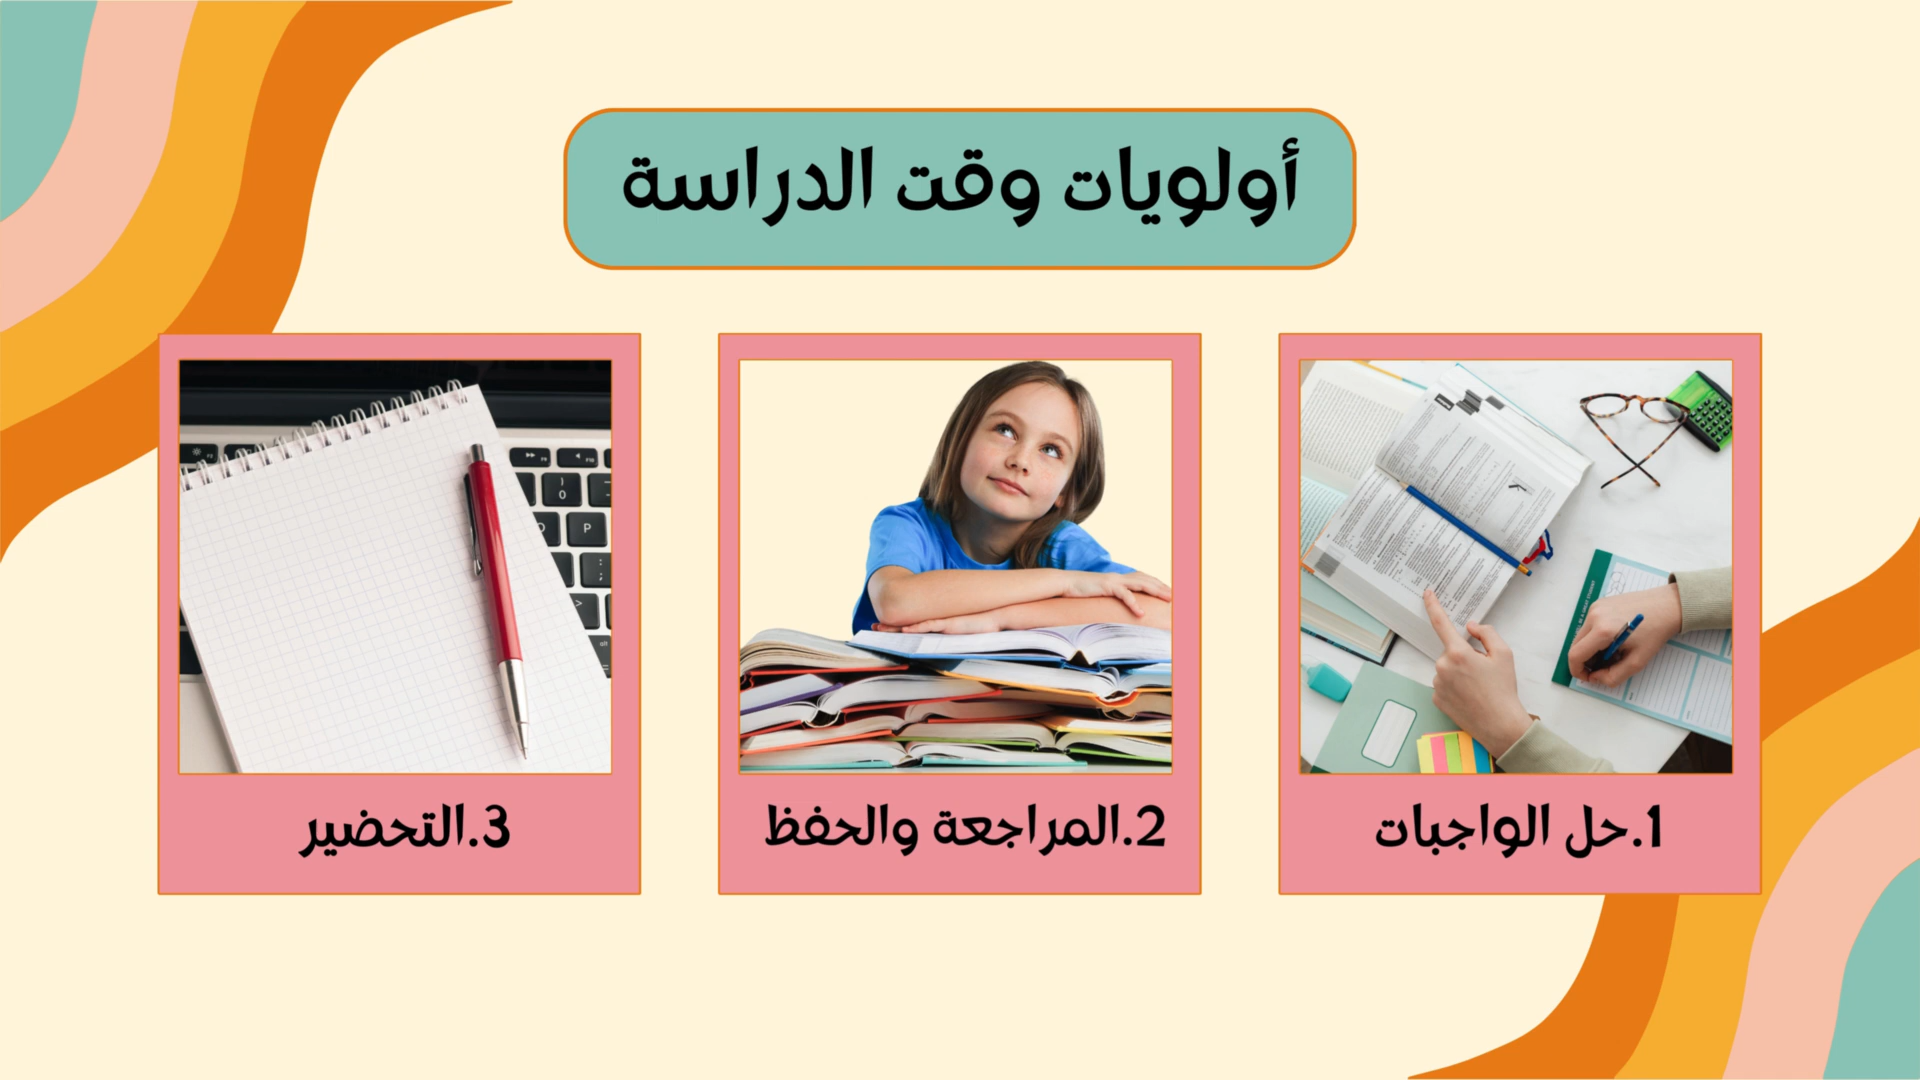 أولويات وقت الدراسة
1.حل الواجبات
2.المراجعة والحفظ
3.التحضير